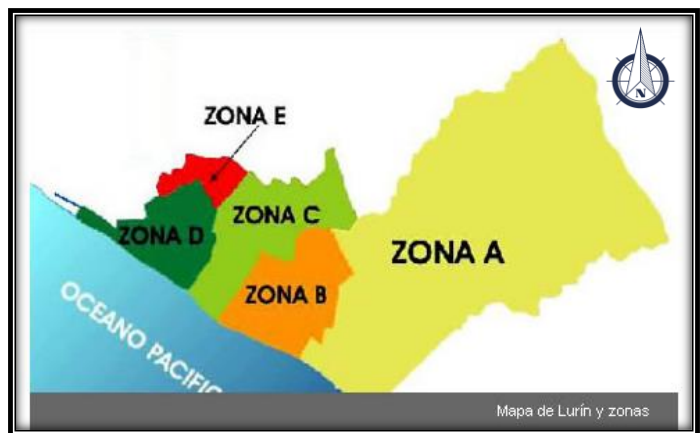 N
ZONA E
ZONA C
ZONA D
ZONA A
ZONA B
OCEANO PACIFIC
Mapa de Lurín y zonas